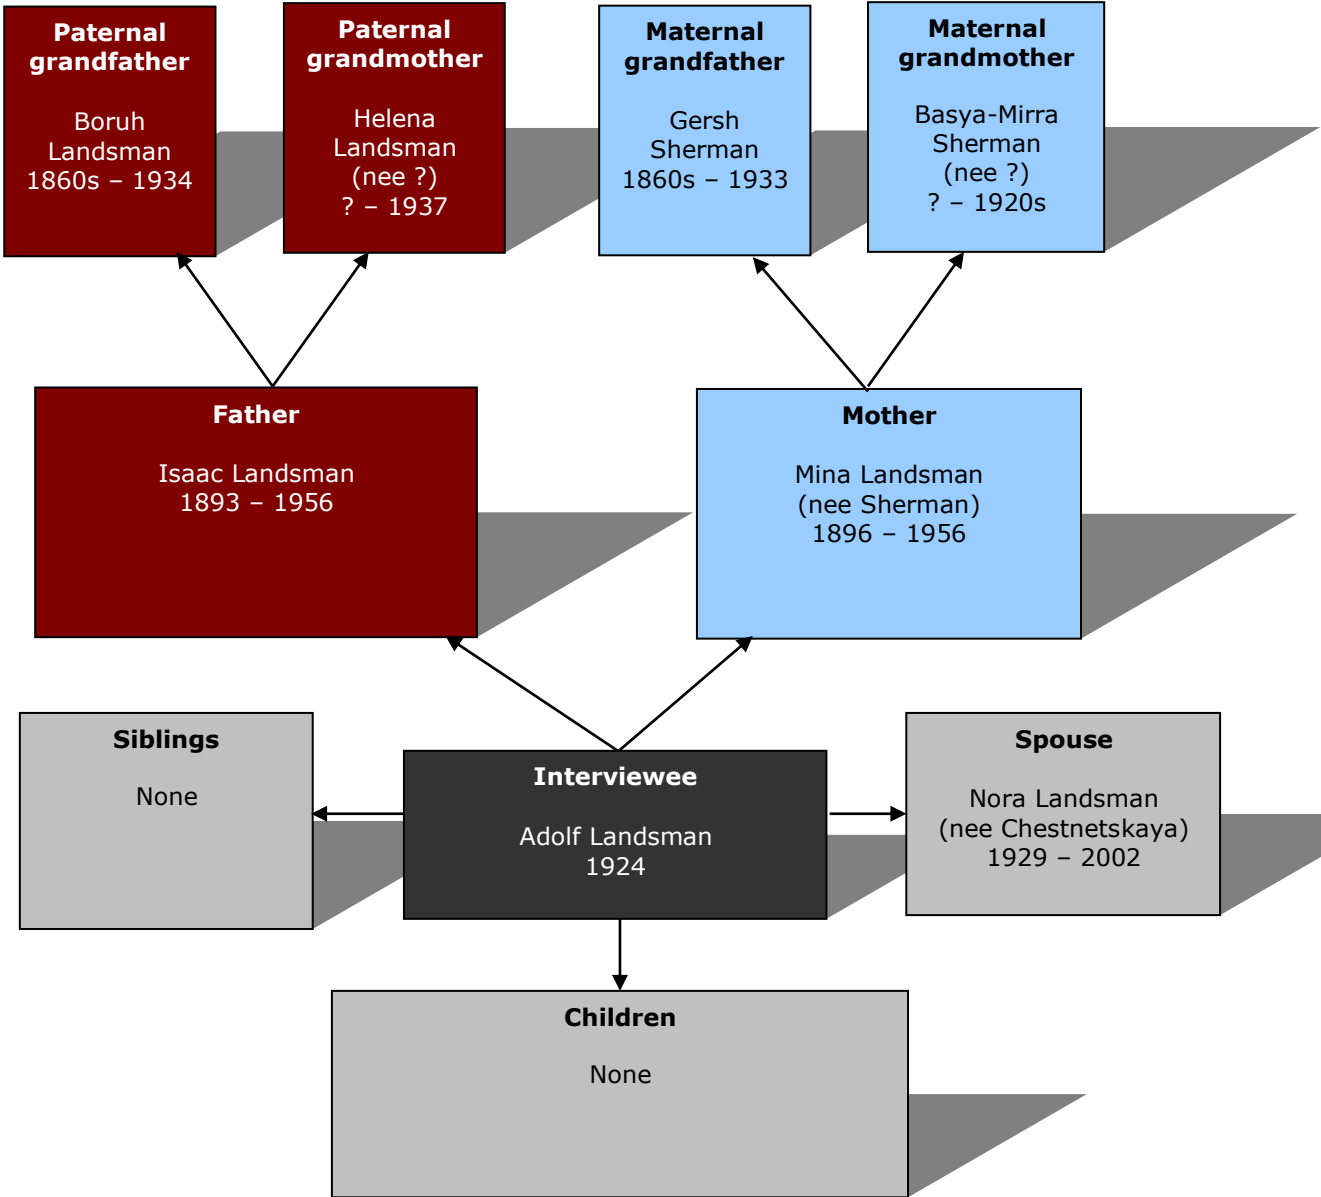 Paternal
grandfather
Boruh
Landsman
1860s – 1934
Paternal
grandmother
Helena
Landsman
(nee ?)
? – 1937
Maternal
grandfather
Gersh
Sherman
1860s – 1933
Maternal
grandmother
Basya-Mirra
Sherman
(nee ?)
? – 1920s
Father
Isaac Landsman
1893 – 1956
Mother
Mina Landsman
(nee Sherman)
1896 – 1956
Siblings
None
Interviewee
Adolf Landsman
1924
Spouse
Nora Landsman
(nee Chestnetskaya)
1929 – 2002
Children
None